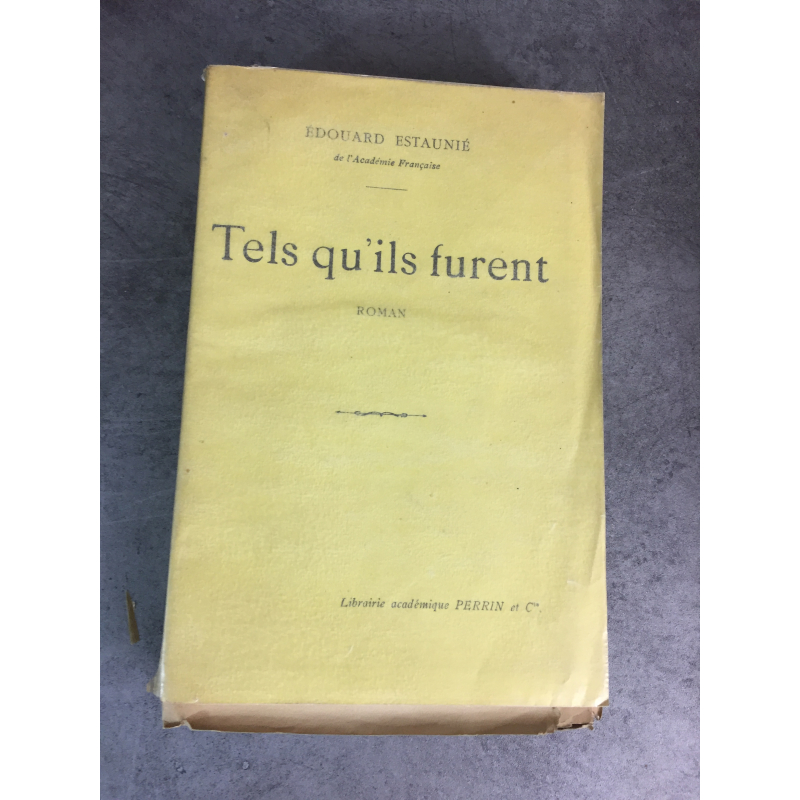 ÉDOUARD ESTAUNIÉ
de l'Académie Française
Tels qu'ils furent
ROMAN
Librairie académique PERRIN et Cie.